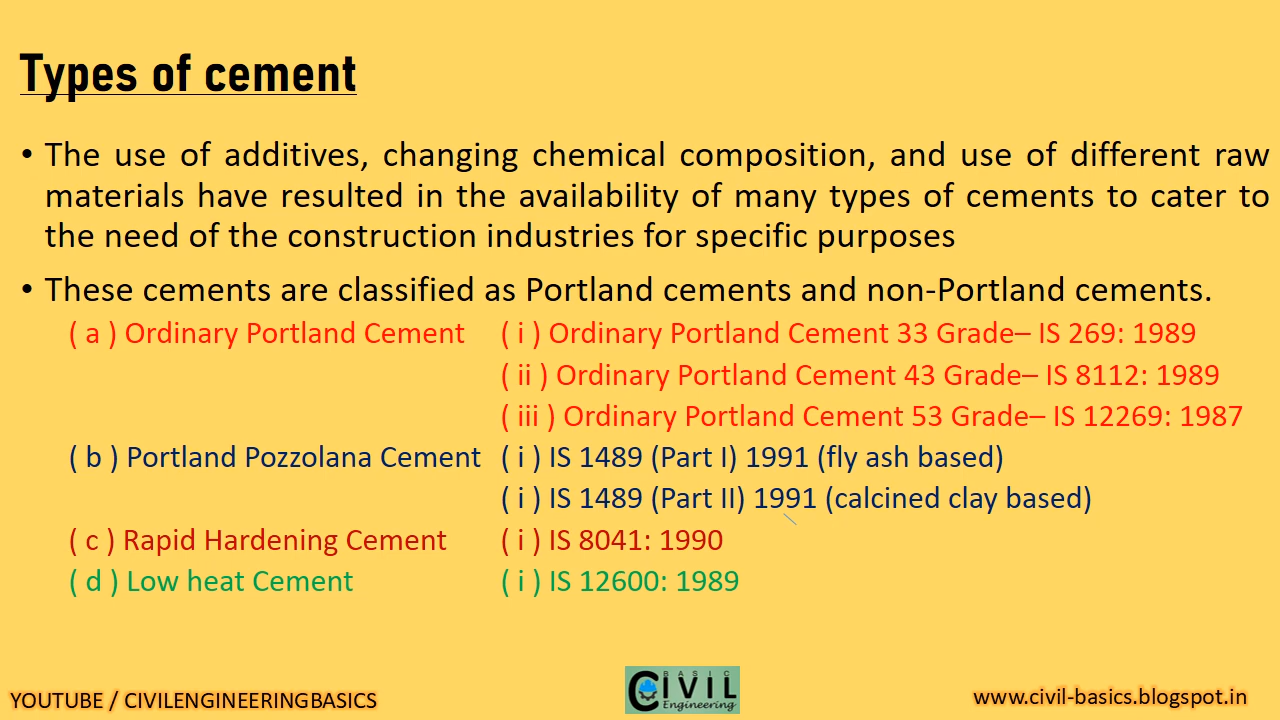 Types of cement
• The use of additives, changing chemical composition, and use of different raw
materials have resulted in the availability of many types of cements to cater to
the need of the construction industries for specific purposes
• These cements are classified as Portland cements and non-Portland cements.
( a ) Ordinary Portland Cement ( i ) Ordinary Portland Cement 33 Grade– IS 269: 1989
( ii ) Ordinary Portland Cement 43 Grade– IS 8112: 1989
( iii ) Ordinary Portland Cement 53 Grade– IS 12269: 1987
( b ) Portland Pozzolana Cement ( i ) IS 1489 (Part I) 1991 (fly ash based)
( i ) IS 1489 (Part II) 1991 (calcined clay based)
( c ) Rapid Hardening Cement ( i ) IS 8041: 1990
( d ) Low heat Cement ( i ) IS 12600: 1989
YOUTUBE / CIVILENGINEERINGBASICS
BASIC
CIVIL
Engineering
www.civil-basics.blogspot.in